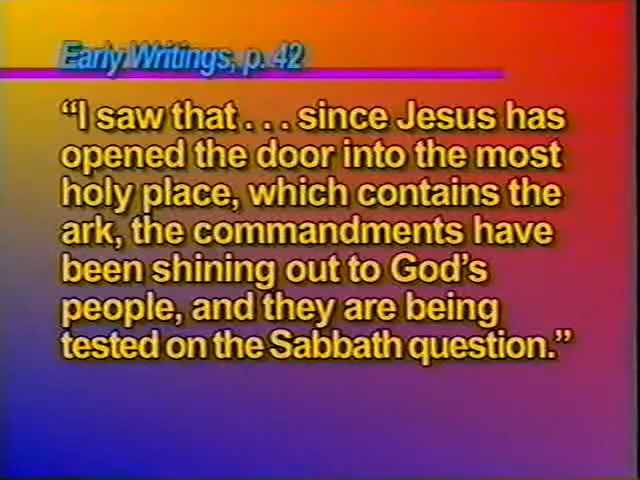 Early Writings, p. 42
“I saw that . . . since Jesus has
opened the door into the most
holy place, which contains the
ark, the commandments have
been shining out to God’s
people, and they are being
tested on the Sabbath question.”